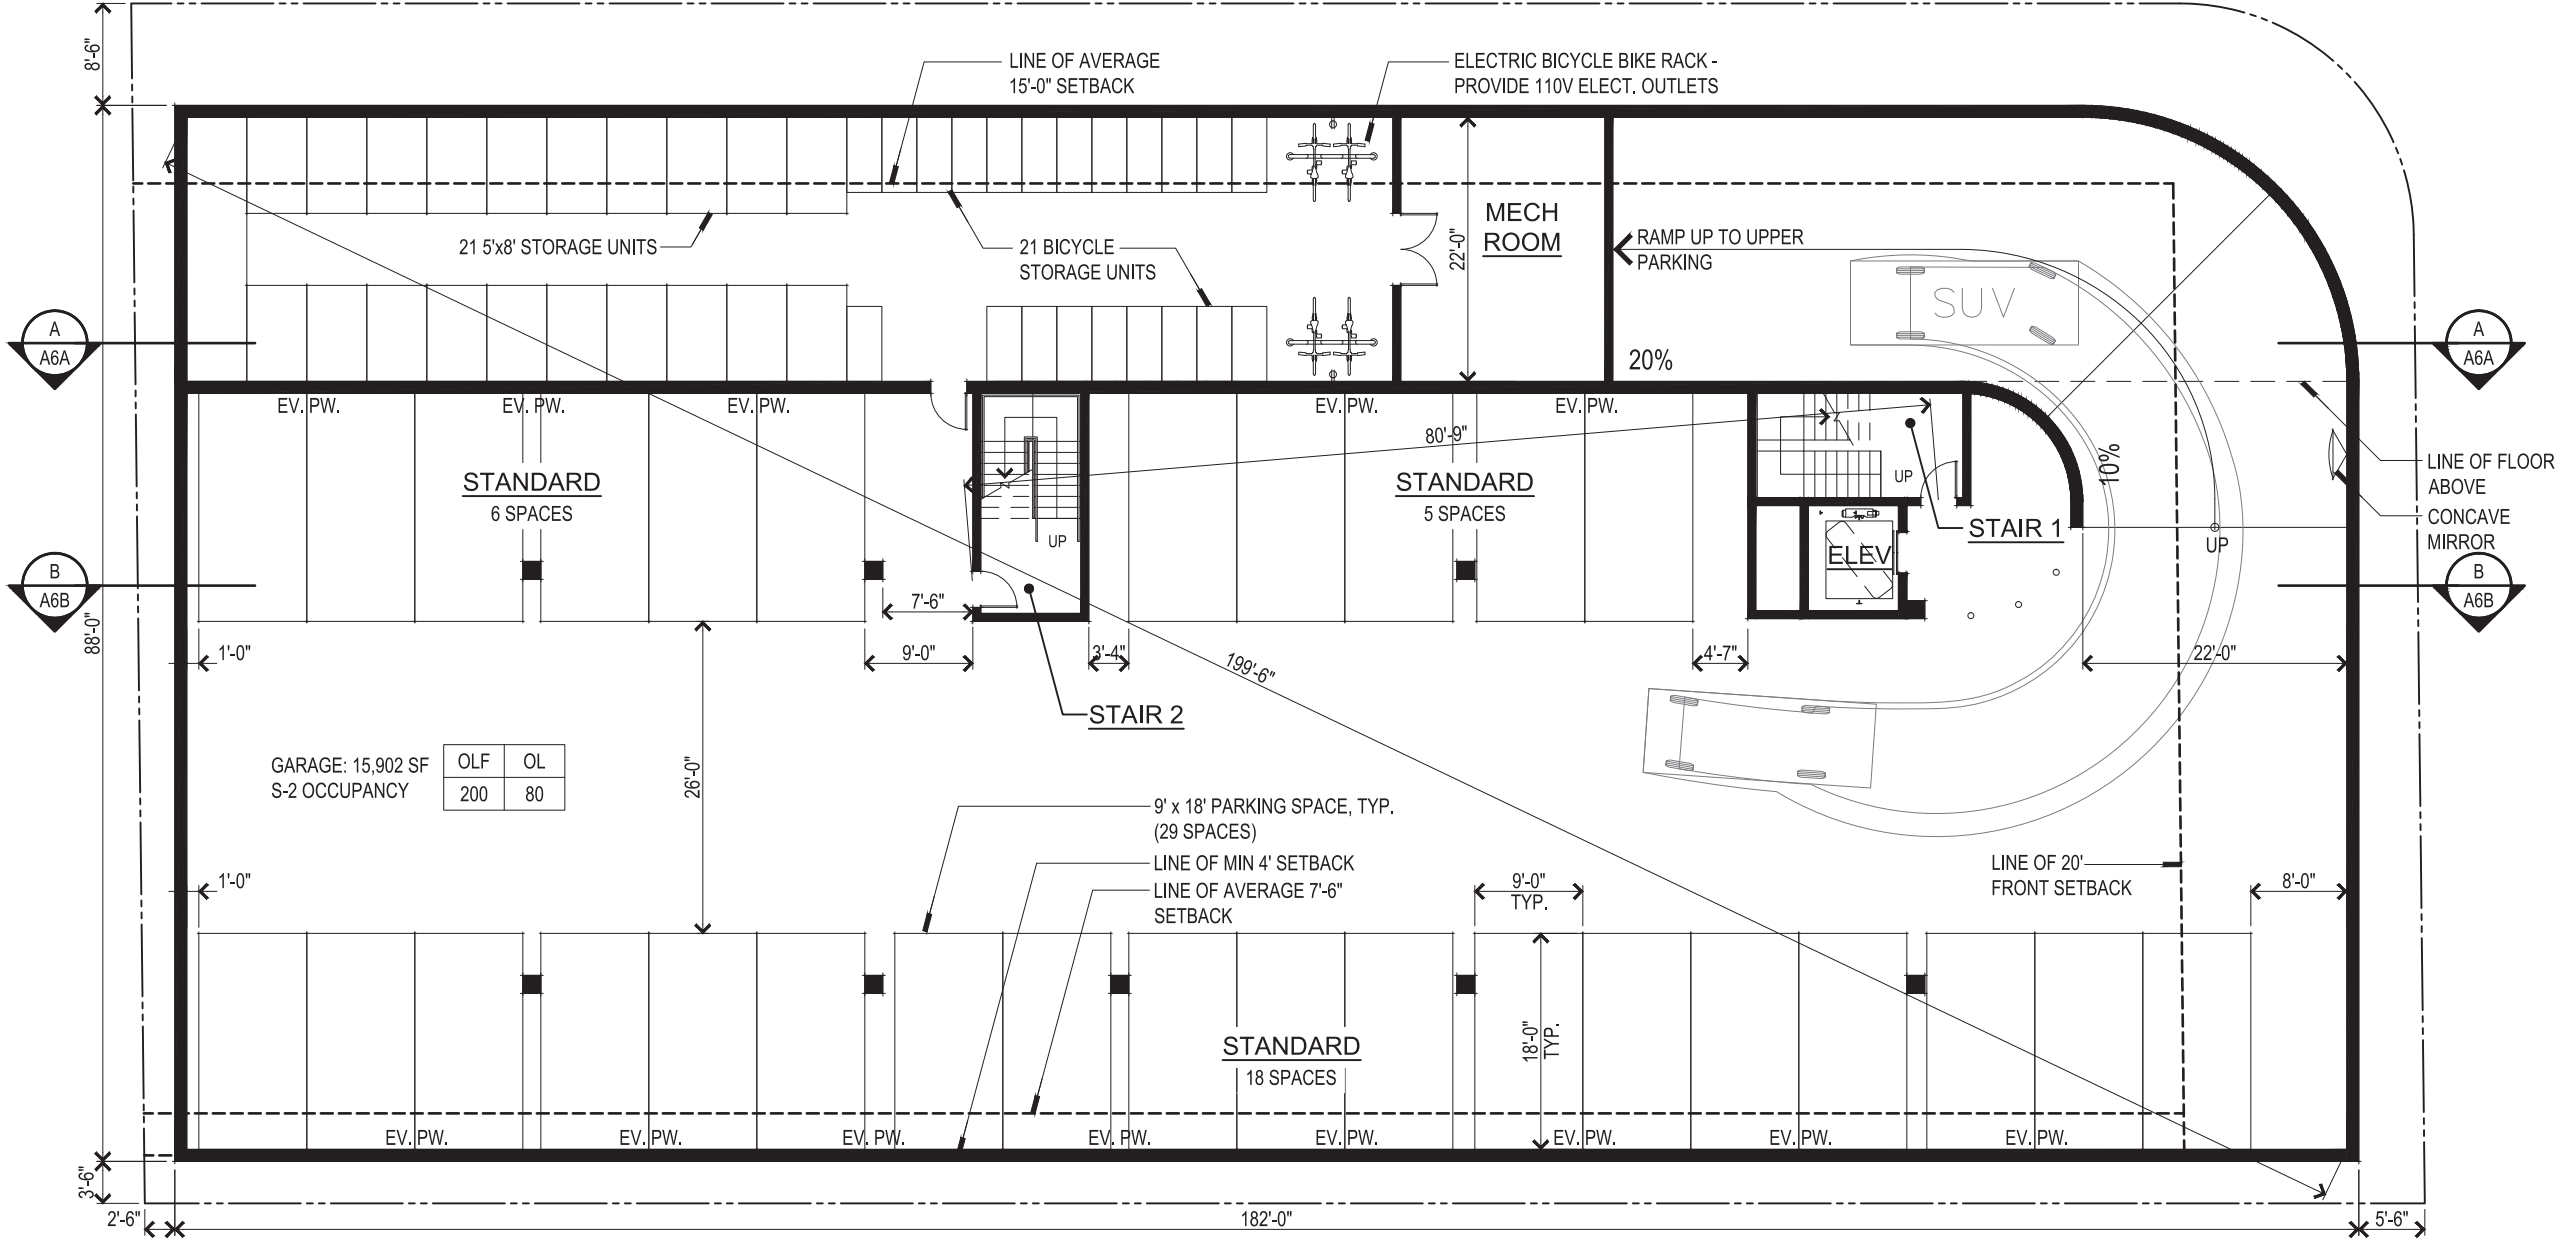 8'-6"
LINE OF AVERAGE
15'-0" SETBACK
ELECTRIC BICYCLE BIKE RACK -
PROVIDE 110V ELECT. OUTLETS
21 5'x8' STORAGE UNITS
21 BICYCLE
STORAGE UNITS
22'-0"
MECH
ROOM
RAMP UP TO UPPER
PARKING
SUV
20%
A
A6A
A
A6A
EV. PW.
EV. PW.
EV. PW.
EV. PW.
EV. PW.
80'-9"
STANDARD
6 SPACES
STANDARD
5 SPACES
UP
UP
10%
LINE OF FLOOR
ABOVE
CONCAVE
MIRROR
STAIR 1
ELEV
UP
B
A6B
B
A6B
88'-0"
7'-6"
1'-0"
9'-0"
3'-4"
199'-6"
4'-7"
22'-0"
STAIR 2
26'-0"
GARAGE: 15,902 SF
S-2 OCCUPANCY
OLF OL
200 80
9' x 18' PARKING SPACE, TYP.
(29 SPACES)
LINE OF MIN 4' SETBACK
LINE OF AVERAGE 7'-6"
SETBACK
1'-0"
9'-0"
TYP.
LINE OF 20'
FRONT SETBACK
8'-0"
18'-0"
TYP.
STANDARD
18 SPACES
EV. PW.
EV. PW.
EV. PW.
EV. PW.
EV. PW.
EV. PW.
EV. PW.
EV. PW.
3'-6"
2'-6"
182'-0"
5'-6"